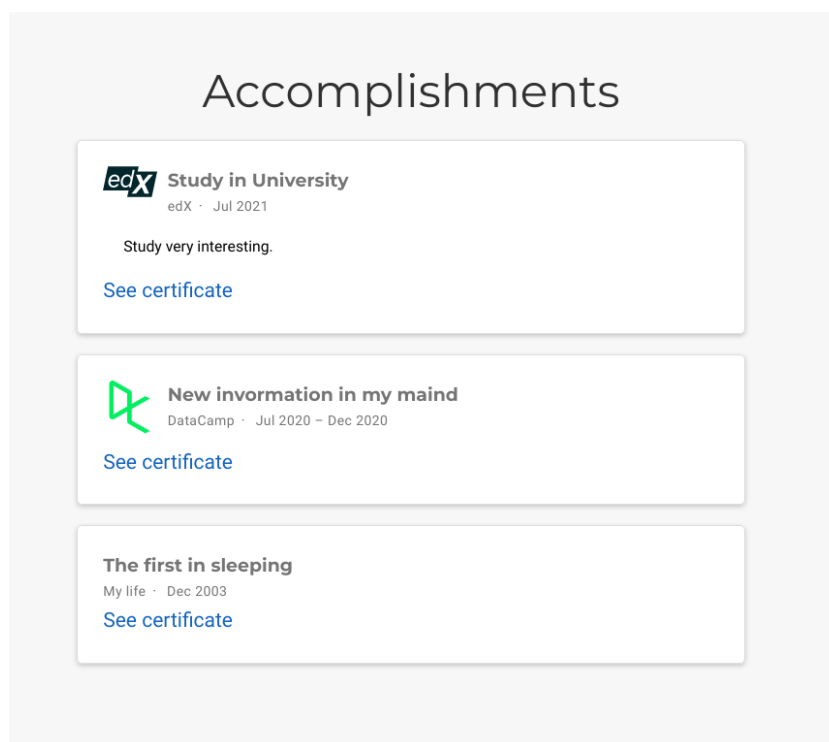 Accomplishments
edX
Study in University
edX · Jul 2021
Study very interesting.
See certificate
New invormation in my maind
DataCamp · Jul 2020 – Dec 2020
See certificate
The first in sleeping
My life · Dec 2003
See certificate